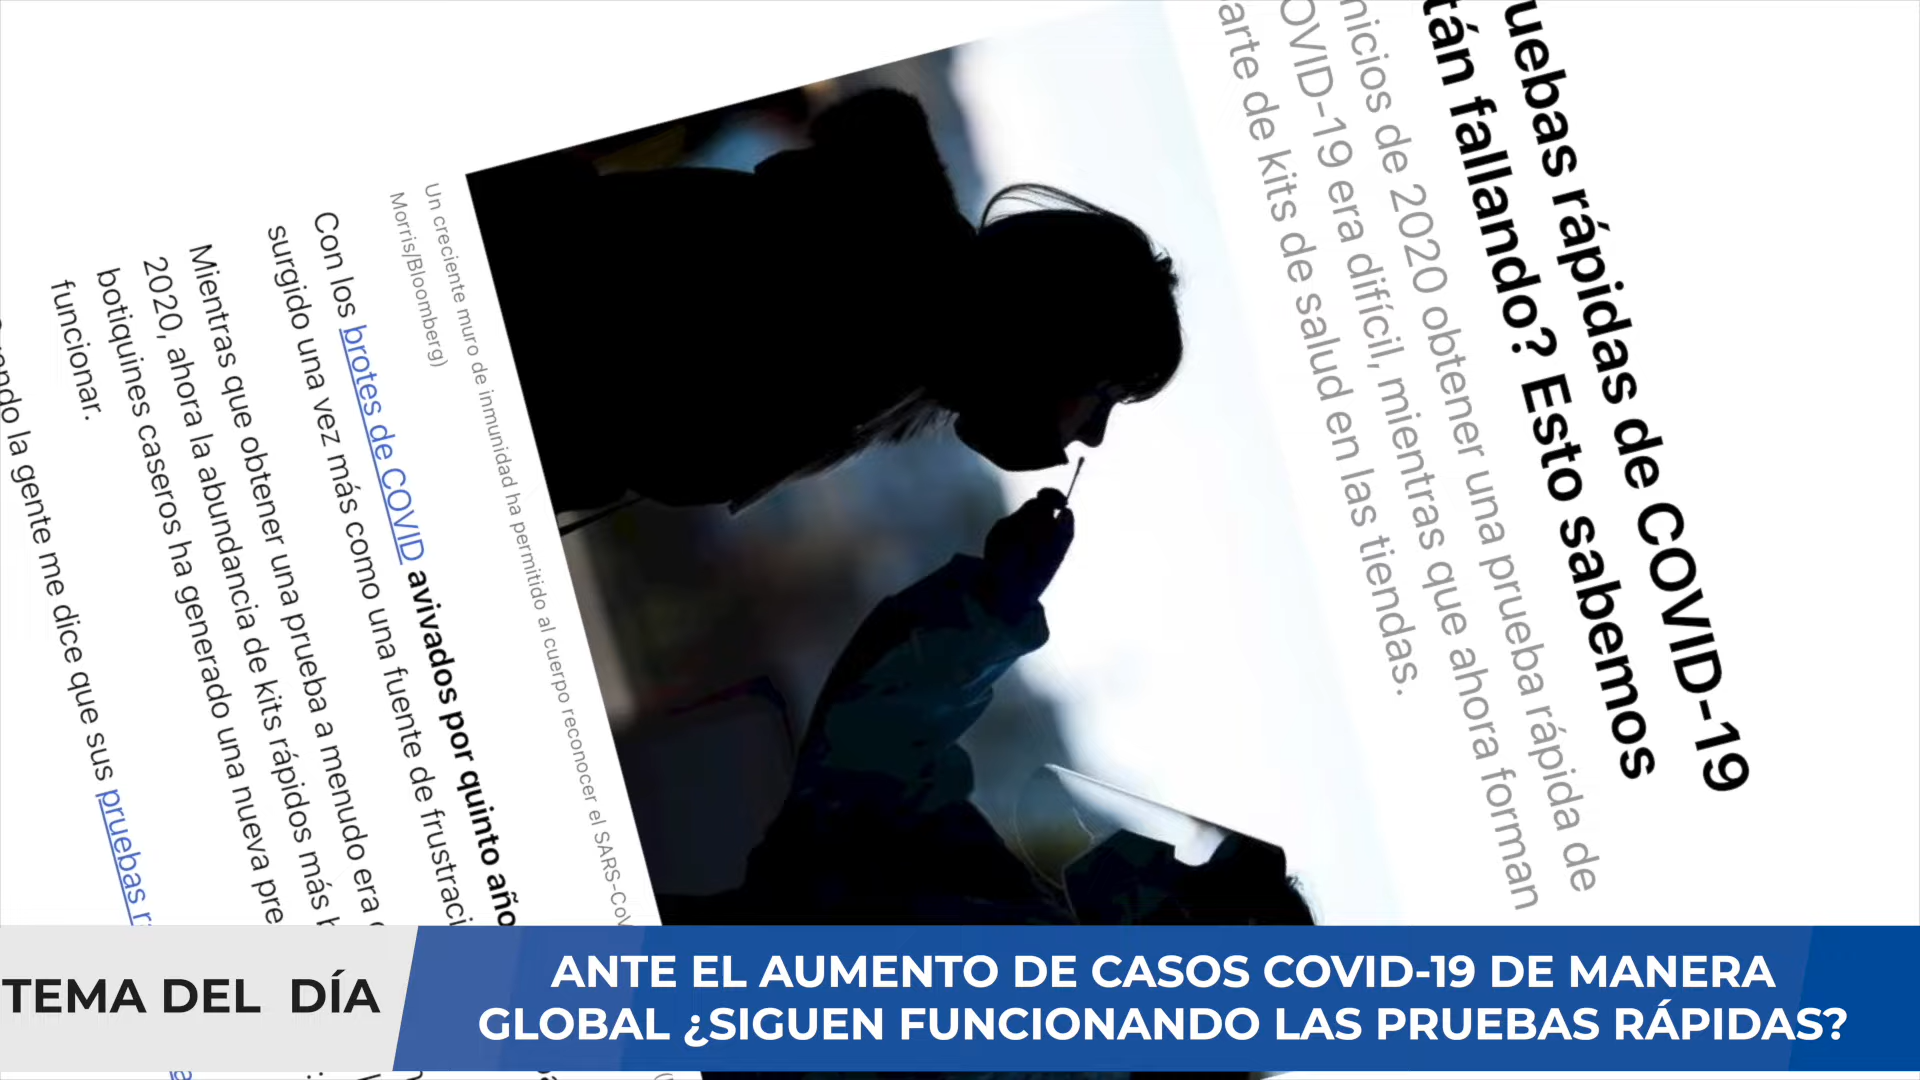 uebas rápidas de COVID-19
tán fallando? Esto sabemos
nicios de 2020 obtener una prueba rápida de
OVID-19 era difícil, mientras que ahora forman
arte de kits de salud en las tiendas.
Un creciente muro de inmunidad ha permitido al cuerpo reconocer el SARS-CoV
Morris/Bloomberg)
Con los brotes de COVID avivados por quinto año
surgido una vez más como una fuente de frustraci
Mientras que obtener una prueba a menudo era
2020, ahora la abundancia de kits rápidos más
botiquines caseros ha generado una nueva pre
funcionar.
la gente me dice que sus pruebas
TEMA DEL DÍA
ANTE EL AUMENTO DE CASOS COVID-19 DE MANERA
GLOBAL ¿SIGUEN FUNCIONANDO LAS PRUEBAS RÁPIDAS?